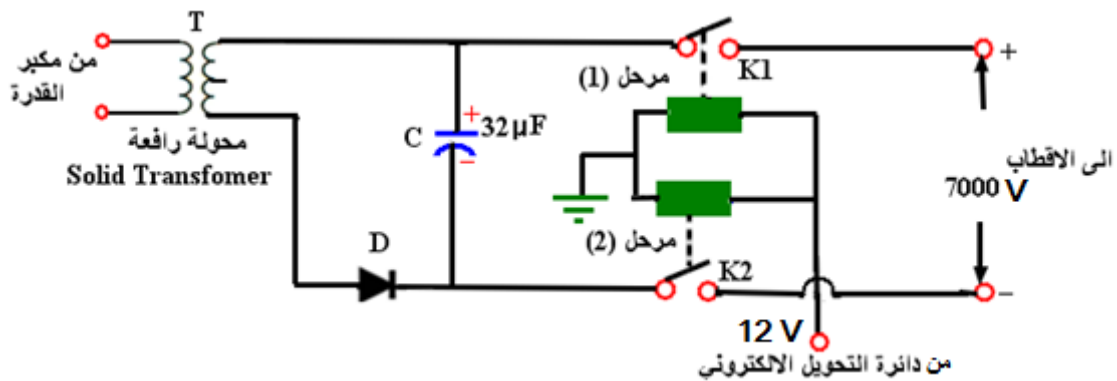 T
من مكبر
القدرة
محولة رافعة
Solid Transfomer
C
+
32μF
−
D
مرحل (1)
K1
مرحل (2)
K2
12 V
من دائرة التحويل الالكتروني
+
الى الاقطاب
7000 V
−